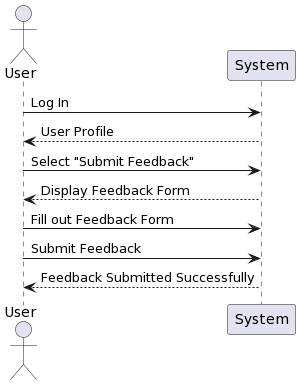 User
System
Log In
User Profile
Select "Submit Feedback"
Display Feedback Form
Fill out Feedback Form
Submit Feedback
Feedback Submitted Successfully
User
System